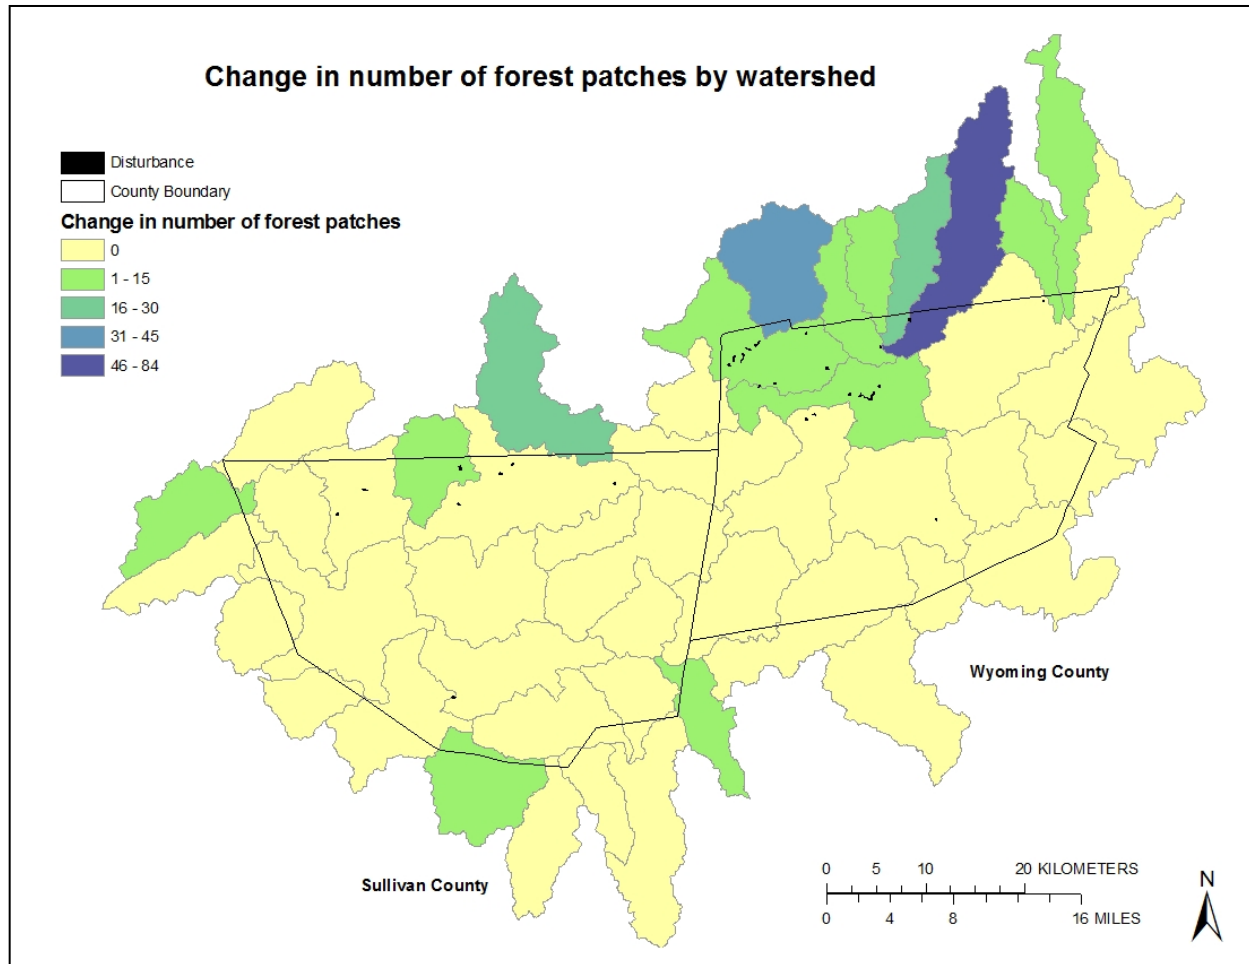 Change in number of forest patches by watershed
Disturbance
County Boundary
Change in number of forest patches
0
1 - 15
16 - 30
31 - 45
46 - 84
Wyoming County
Sullivan County
0 5 10 20 KILOMETERS
0 4 8 16 MILES
N